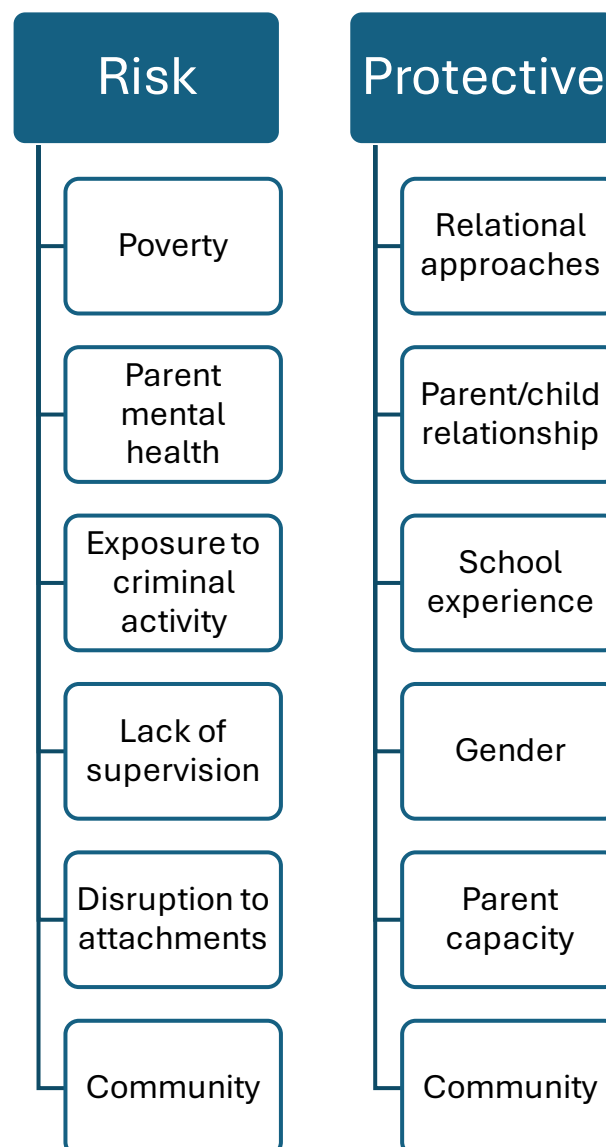 Risk
Poverty
Parent
mental
health
Exposure to
criminal
activity
Lack of
supervision
Disruption to
attachments
Community
Protective
Relational
approaches
Parent/child
relationship
School
experience
Gender
Parent
capacity
Community